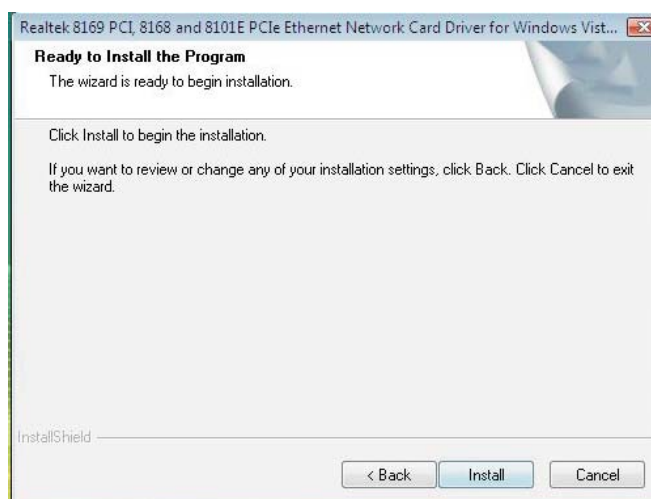 Realtek 8169 PCI, 8168 and 8101E PCIe Ethernet Network Card Driver for Windows Vist...
Ready to Install the Program
The wizard is ready to begin installation.
Click Install to begin the installation.
If you want to review or change any of your installation settings, click Back. Click Cancel to exit
the wizard.
InstallShield
< Back
Install
Cancel